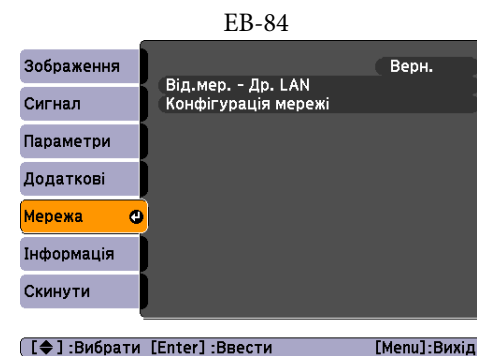 EB-84
Зображення
Верн.
Від.мер. - Др. LAN
Сигнал
Конфігурація мережі
Параметри
Додаткові
Мережа
Інформація
Скинути
[] :Вибрати [Enter] :Ввести [Menu]:Вихід